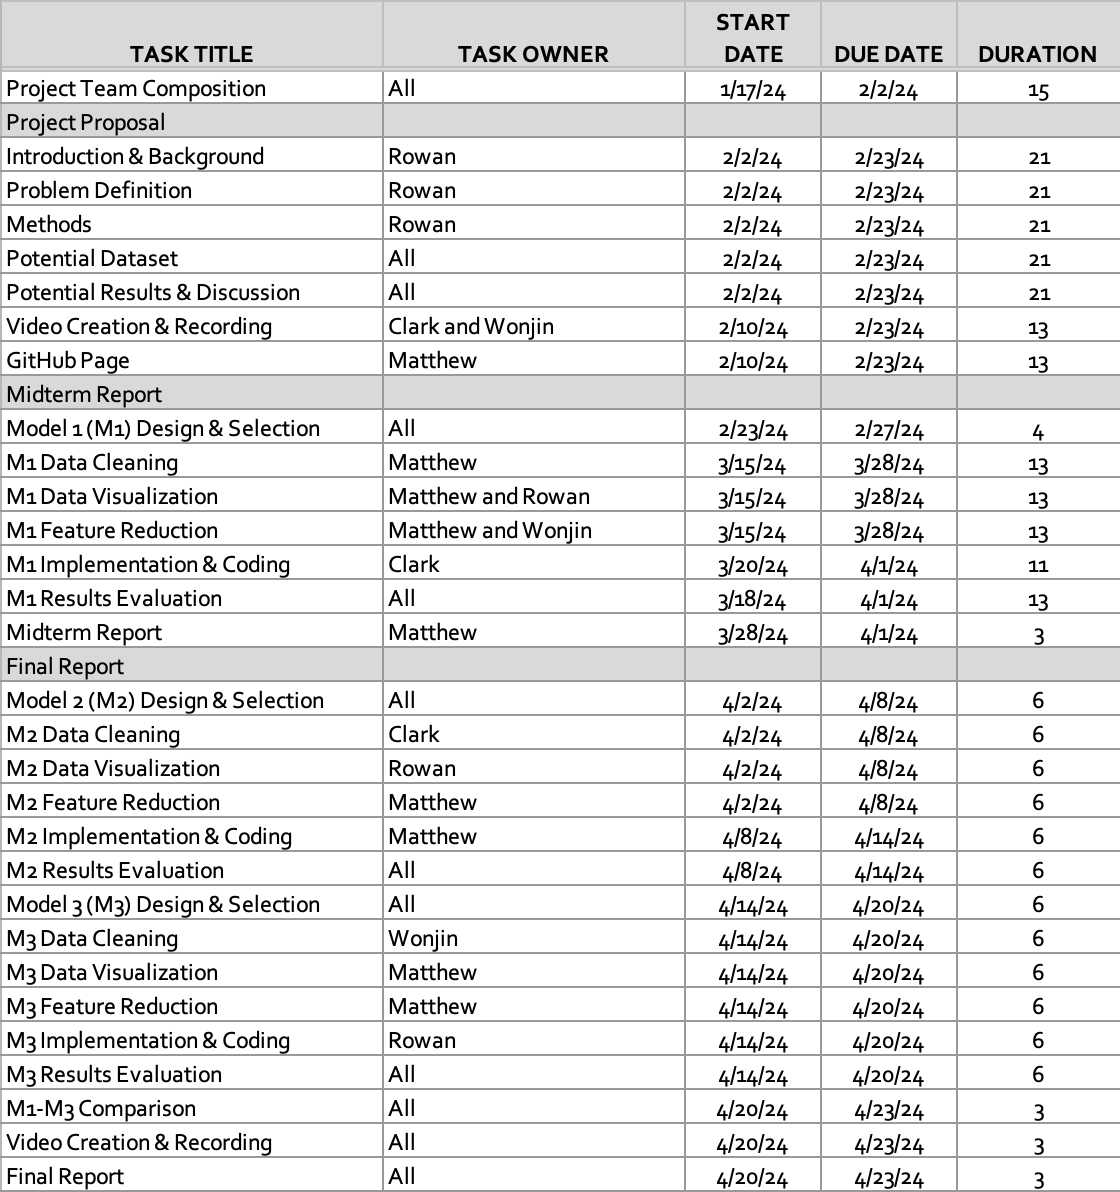 TASK TITLE TASK OWNER START DATE DUE DATE DURATION
Project Team Composition All 1/17/24 2/2/24 15
Project Proposal
Introduction & Background Rowan 2/2/24 2/23/24 21
Problem Definition Rowan 2/2/24 2/23/24 21
Methods Rowan 2/2/24 2/23/24 21
Potential Dataset All 2/2/24 2/23/24 21
Potential Results & Discussion All 2/2/24 2/23/24 21
Video Creation & Recording Clark and Wonjin 2/10/24 2/23/24 13
GitHub Page Matthew 2/10/24 2/23/24 13
Midterm Report
Model 1 (M1) Design & Selection All 2/23/24 2/27/24 4
M1 Data Cleaning Matthew 3/15/24 3/28/24 13
M1 Data Visualization Matthew and Rowan 3/15/24 3/28/24 13
M1 Feature Reduction Matthew and Wonjin 3/15/24 3/28/24 13
M1 Implementation & Coding Clark 3/20/24 4/1/24 11
M1 Results Evaluation All 3/18/24 4/1/24 13
Midterm Report Matthew 3/28/24 4/1/24 3
Final Report
Model 2 (M2) Design & Selection All 4/2/24 4/8/24 6
M2 Data Cleaning Clark 4/2/24 4/8/24 6
M2 Data Visualization Rowan 4/2/24 4/8/24 6
M2 Feature Reduction Matthew 4/2/24 4/8/24 6
M2 Implementation & Coding Matthew 4/8/24 4/14/24 6
M2 Results Evaluation All 4/8/24 4/14/24 6
Model 3 (M3) Design & Selection All 4/14/24 4/20/24 6
M3 Data Cleaning Wonjin 4/14/24 4/20/24 6
M3 Data Visualization Matthew 4/14/24 4/20/24 6
M3 Feature Reduction Matthew 4/14/24 4/20/24 6
M3 Implementation & Coding Rowan 4/14/24 4/20/24 6
M3 Results Evaluation All 4/14/24 4/20/24 6
M1-M3 Comparison All 4/20/24 4/23/24 3
Video Creation & Recording All 4/20/24 4/23/24 3
Final Report All 4/20/24 4/23/24 3